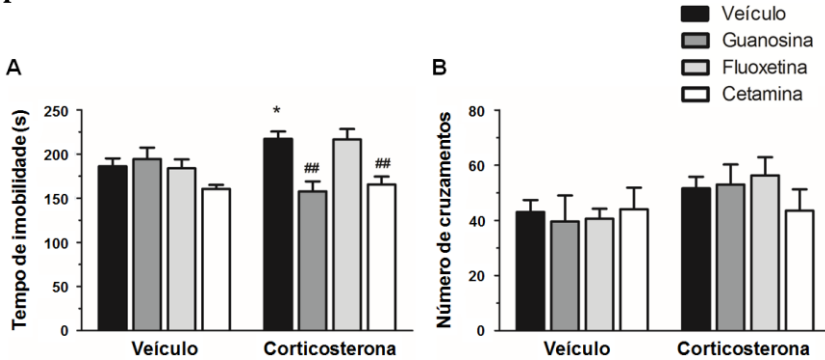 Veículo
Guanosina
Fluoxetina
Cetamina
A
Tempo de imobilidade (s)
250
200
150
100
50
0
*
##
##
Veículo
Corticosterona
B
Número de cruzamentos
80
60
40
20
0
Veículo
Corticosterona